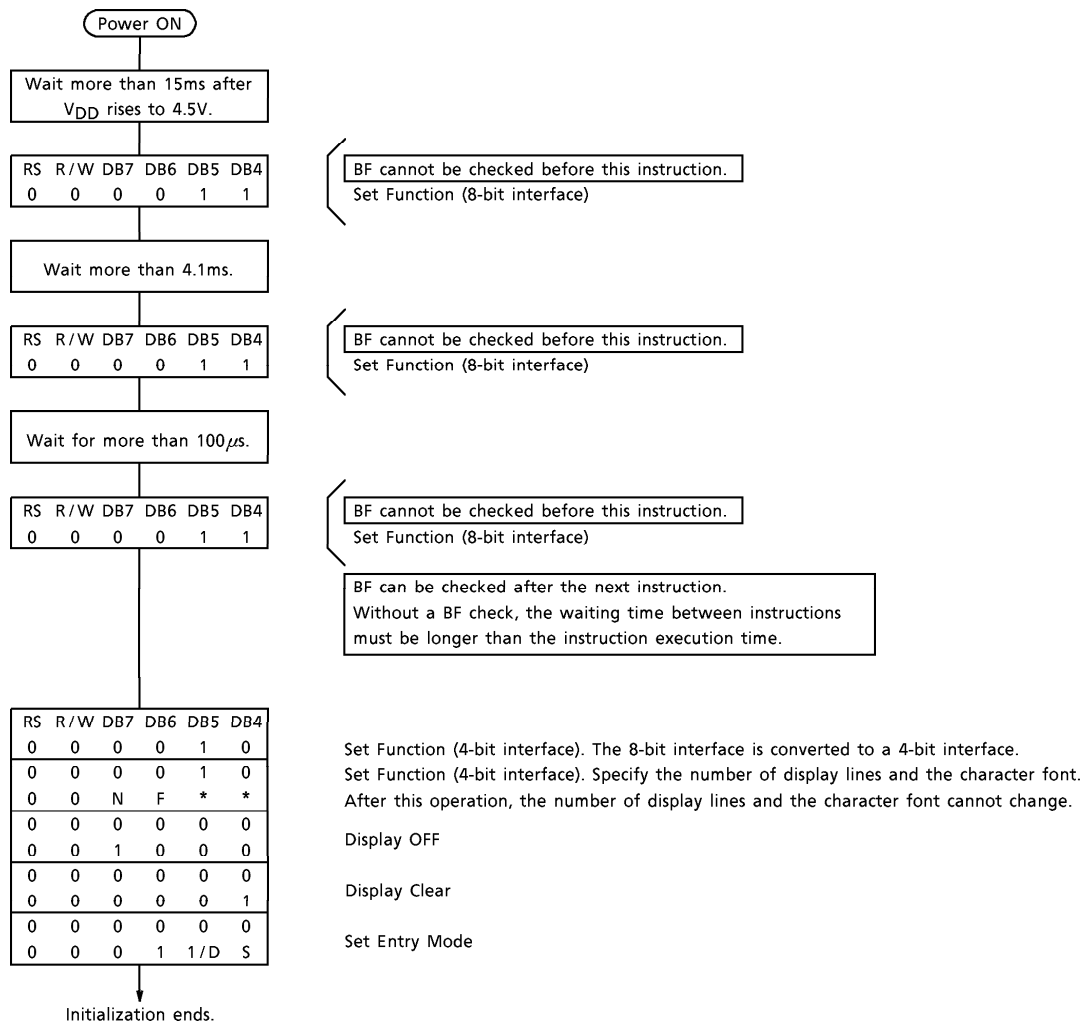 Power ON
Wait more than 15ms after
VDD rises to 4.5V.
RS R/W DB7 DB6 DB5 DB4
0 0 0 0 1 1
BF cannot be checked before this instruction.
Set Function (8-bit interface)
Wait more than 4.1ms.
RS R/W DB7 DB6 DB5 DB4
0 0 0 0 1 1
BF cannot be checked before this instruction.
Set Function (8-bit interface)
Wait for more than 100μs.
RS R/W DB7 DB6 DB5 DB4
0 0 0 0 1 1
BF cannot be checked before this instruction.
Set Function (8-bit interface)
BF can be checked after the next instruction.
Without a BF check, the waiting time between instructions
must be longer than the instruction execution time.
RS R/W DB7 DB6 DB5 DB4
0 0 0 0 1 0 Set Function (4-bit interface). The 8-bit interface is converted to a 4-bit interface.
0 0 0 0 1 0 Set Function (4-bit interface). Specify the number of display lines and the character font.
0 0 N F * * After this operation, the number of display lines and the character font cannot change.
0 0 0 0 0 0
Display OFF
0 0 1 0 0 0
0 0 0 0 0 0
Display Clear
0 0 0 0 0 1
0 0 0 0 0 0
Set Entry Mode
0 0 0 1 1/D S
Initialization ends.